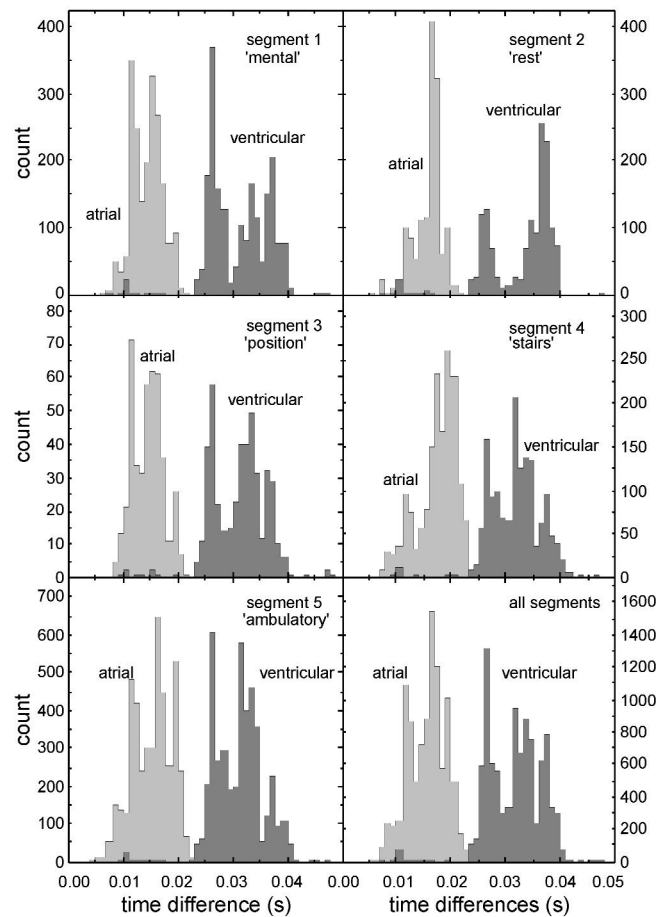 400
300
200
100
0
count
segment 1
'mental'
ventricular
atrial
segment 2
'rest'
ventricular
atrial
400
300
200
100
0
80
70
60
50
40
30
20
10
0
count
segment 3
'position'
atrial
ventricular
segment 4
'stairs'
ventricular
atrial
300
250
200
150
100
50
0
700
600
500
400
300
200
100
0
count
segment 5
'ambulatory'
atrial
ventricular
all segments
atrial
ventricular
1600
1400
1200
1000
800
600
400
200
0
0.00 0.01 0.02 0.03 0.04 0.00 0.01 0.02 0.03 0.04 0.05
time difference (s) time differences (s)